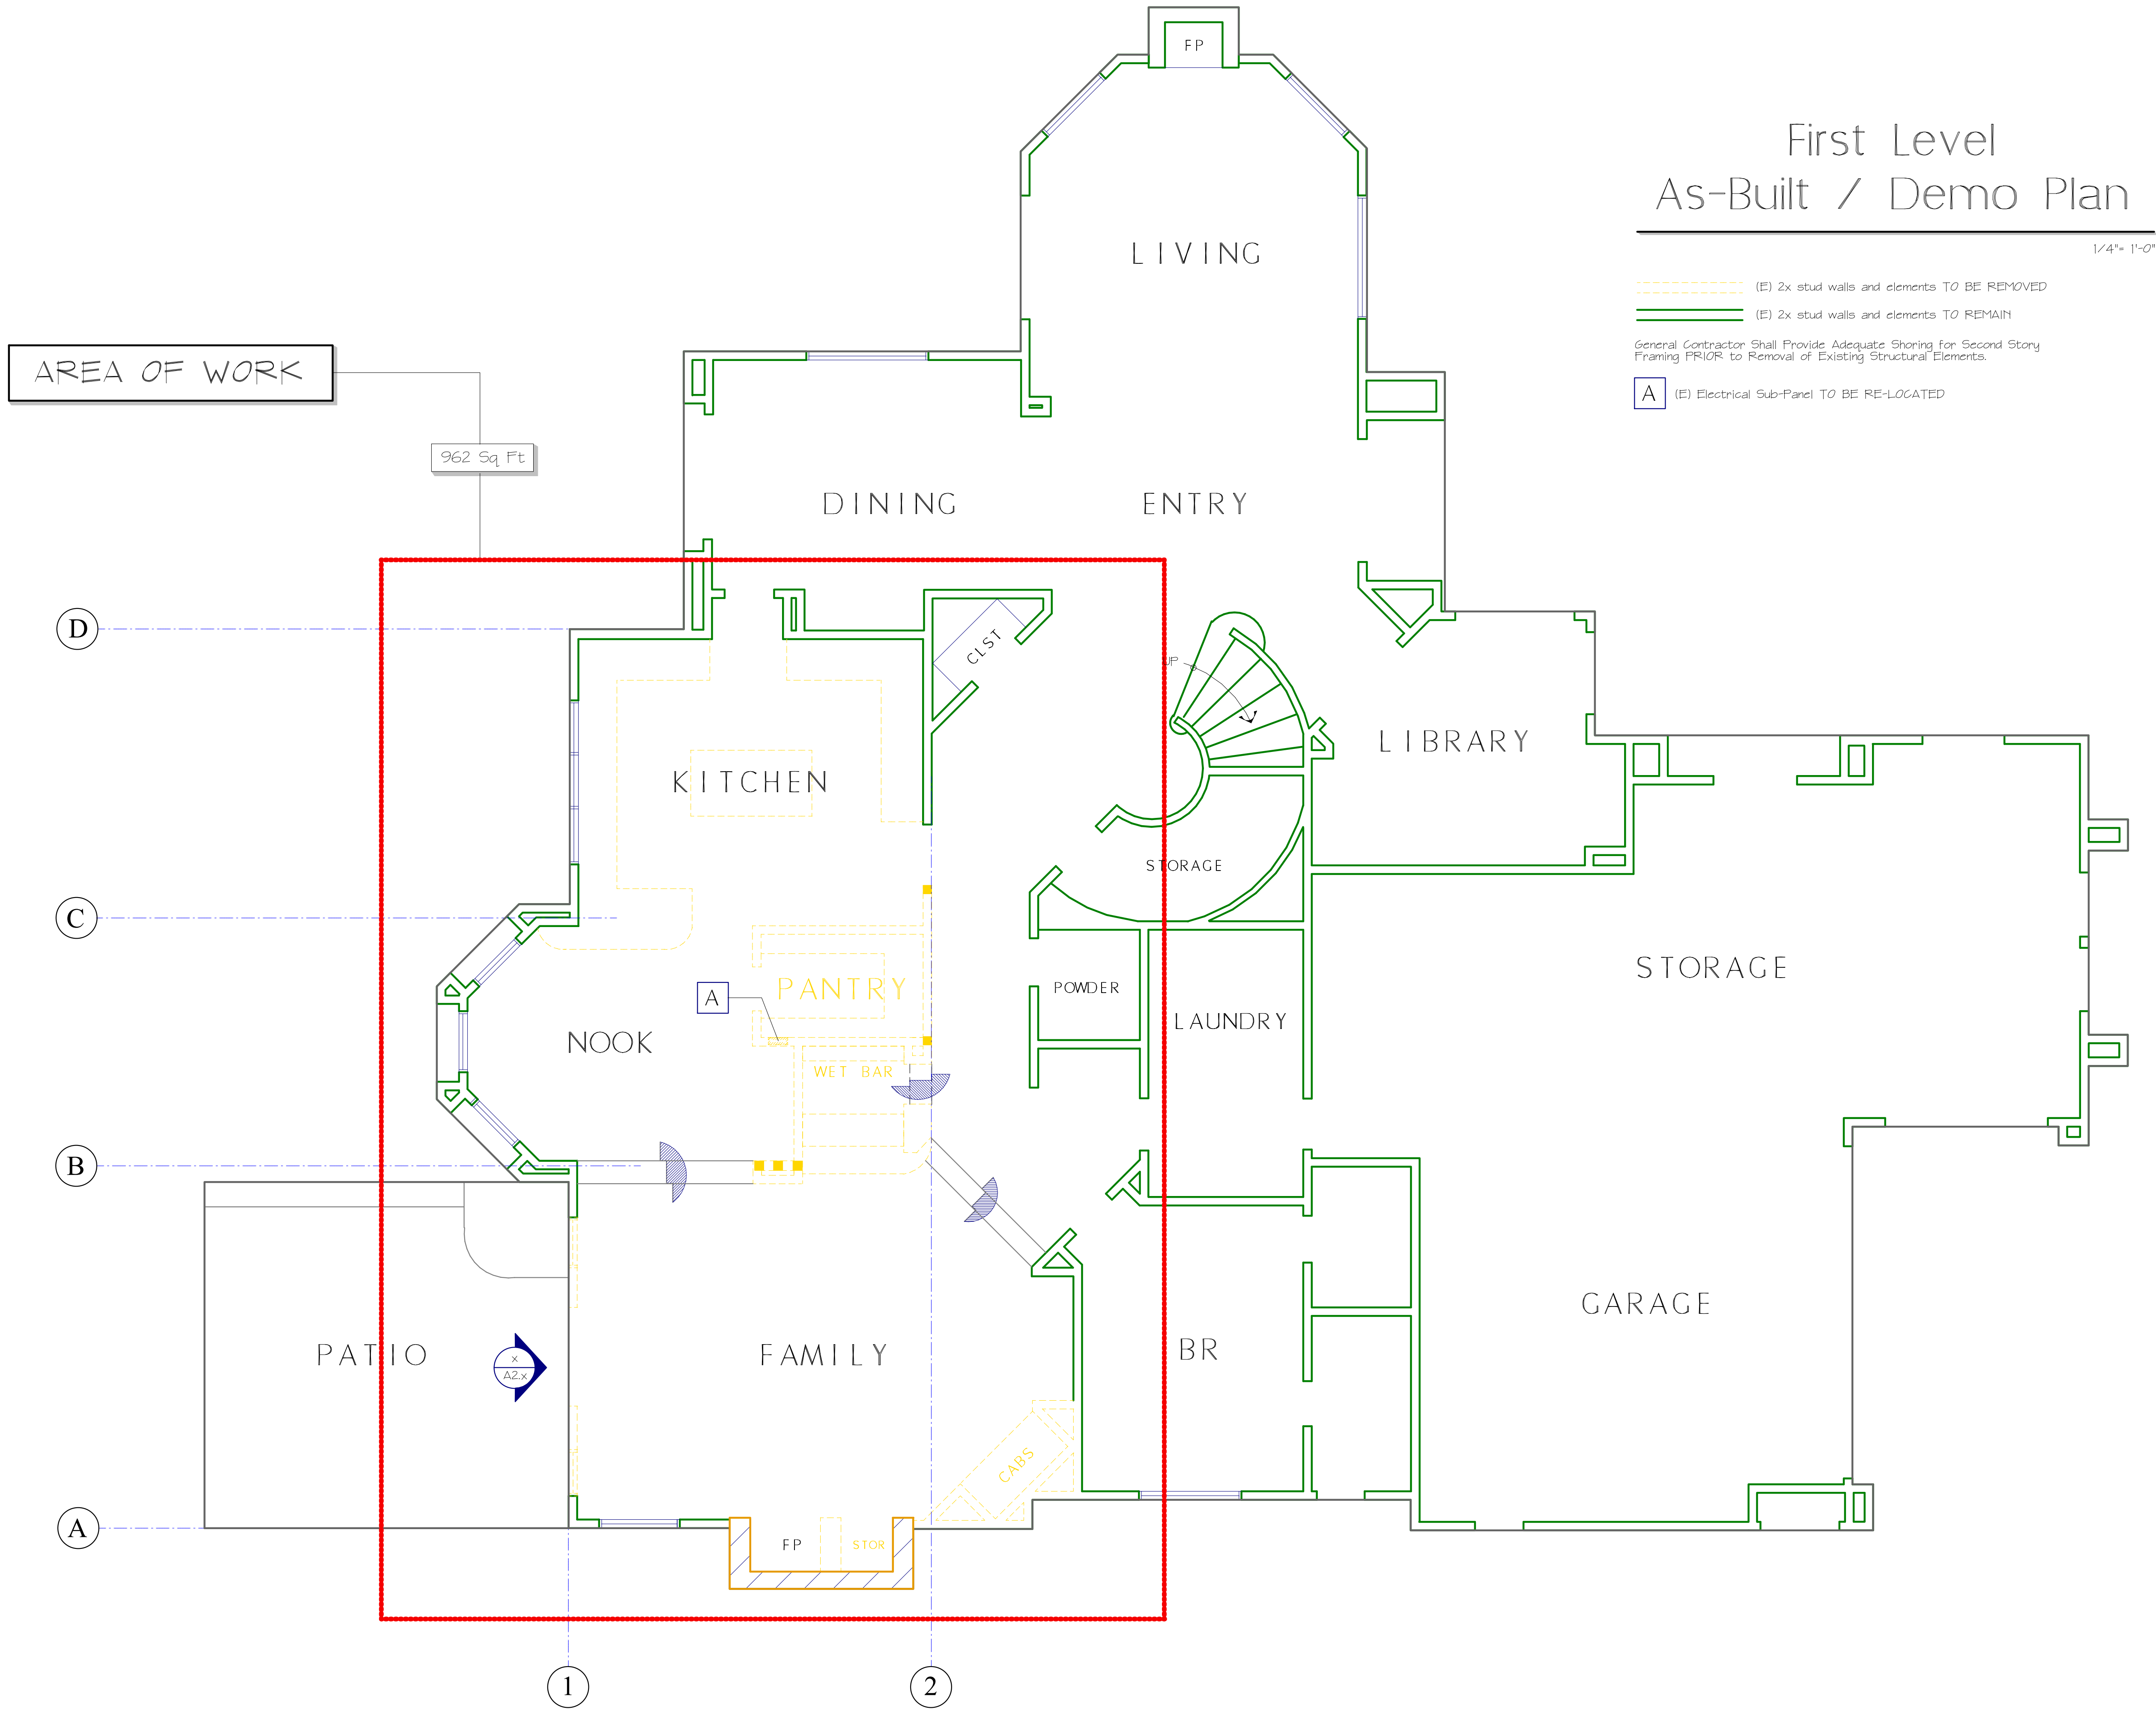 FP
First Level
As-Built / Demo Plan
1/4"= 1'-0"
LIVING
(E) 2x stud walls and elements TO BE REMOVED
(E) 2x stud walls and elements TO REMAIN
General Contractor Shall Provide Adequate Shoring for Second Story
Framing PRIOR to Removal of Existing Structural Elements.
A (E) Electrical Sub-Panel TO BE RE-LOCATED
AREA OF WORK
962 Sq Ft
DINING
ENTRY
D
CLST
UP
LIBRARY
KITCHEN
STORAGE
C
STORAGE
PANTRY
POWDER
A
LAUNDRY
NOOK
WET BAR
B
GARAGE
PATIO
x
A2.x
FAMILY
BR
CABS
A
FP
STOR
1
2